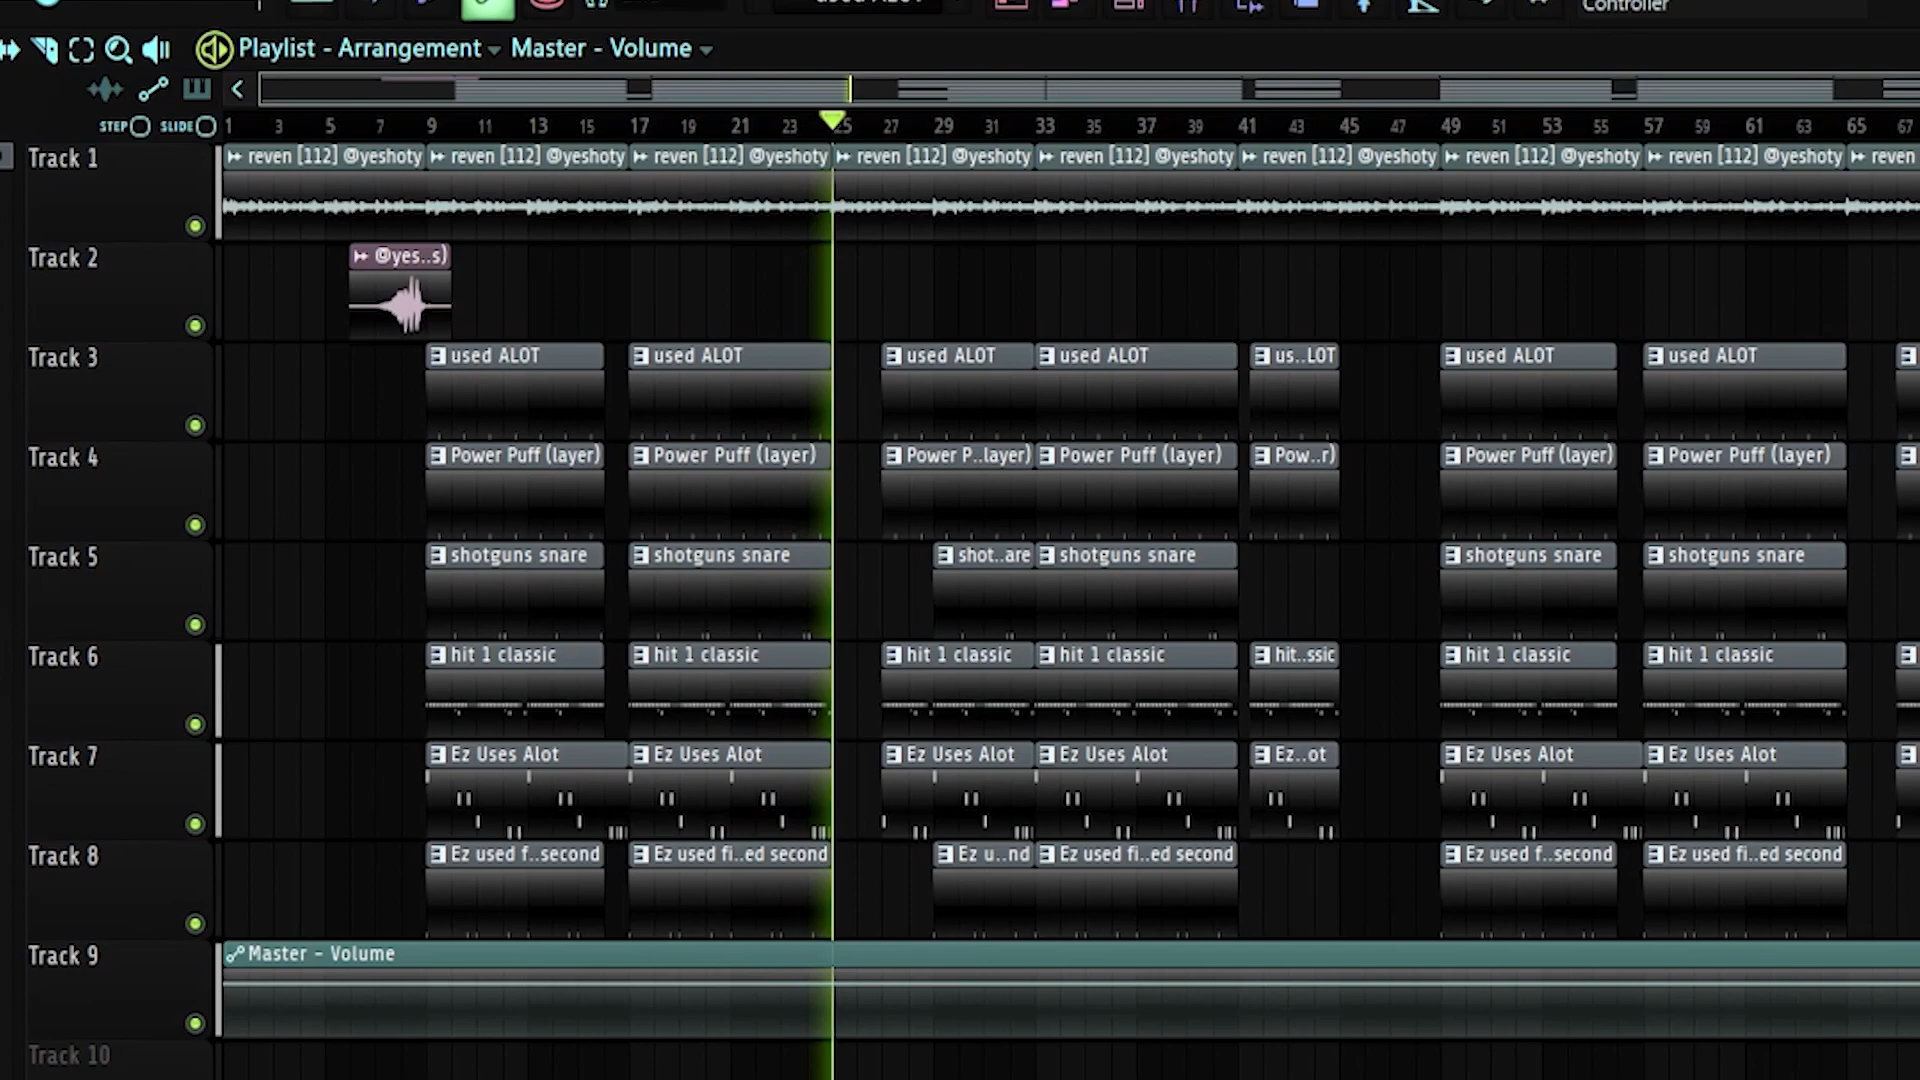 Controller
Playlist - Arrangement Master - Volume
STEP SLIDE 1 3 5 7 9 11 13 15 17 19 21 23 25 27 29 31 33 35 37 39 41 43 45 47 49 51 53 55 57 59 61 63 65 67
Track 1 reven [112] @yeshoty reven [112] @yeshoty reven [112] @yeshoty reven [112] @yeshoty reven [112] @yeshoty reven [112] @yeshoty reven [112] @yeshoty reven [112] @yeshoty reven
Track 2 @yes..s)
Track 3 used ALOT used ALOT used ALOT used ALOT us..LOT used ALOT used ALOT
Track 4 Power Puff (layer) Power Puff (layer) Power P..layer) Power Puff (layer) Pow..r) Power Puff (layer) Power Puff (layer)
Track 5 shotguns snare shotguns snare shot..are shotguns snare shotguns snare shotguns snare
Track 6 hit 1 classic hit 1 classic hit 1 classic hit 1 classic hit..ssic hit 1 classic hit 1 classic
Track 7 Ez Uses Alot Ez Uses Alot Ez Uses Alot Ez Uses Alot Ez..ot Ez Uses Alot Ez Uses Alot
Track 8 Ez used f..second Ez used fi..ed second Ez u..nd Ez used fi..ed second Ez used f..second Ez used fi..ed second
Track 9 Master - Volume
Track 10